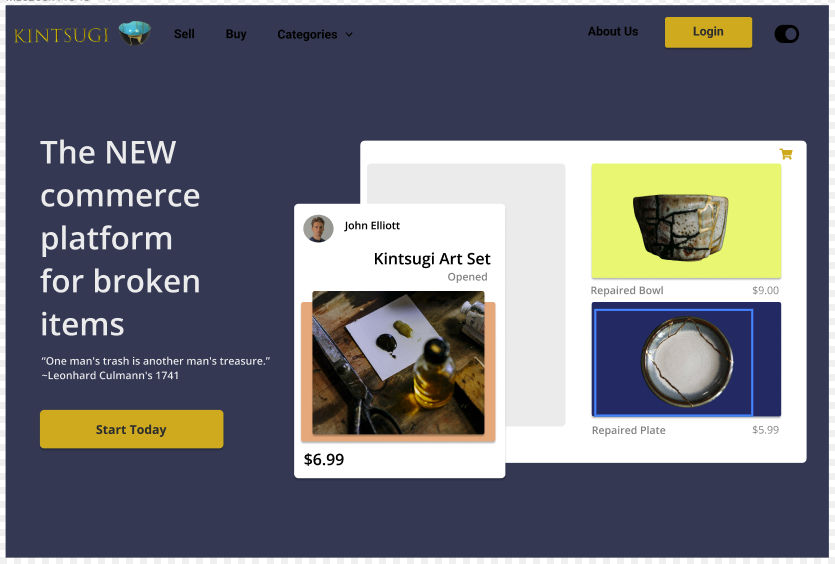 KINTSUGI
Sell Buy Categories
About Us
Login
The NEW
commerce
platform
for broken
items
“One man's trash is another man's treasure.”
~Leonhard Culmann's 1741
Start Today
John Elliott
Kintsugi Art Set
Opened
$6.99
Repaired Bowl $9.00
Repaired Plate $5.99